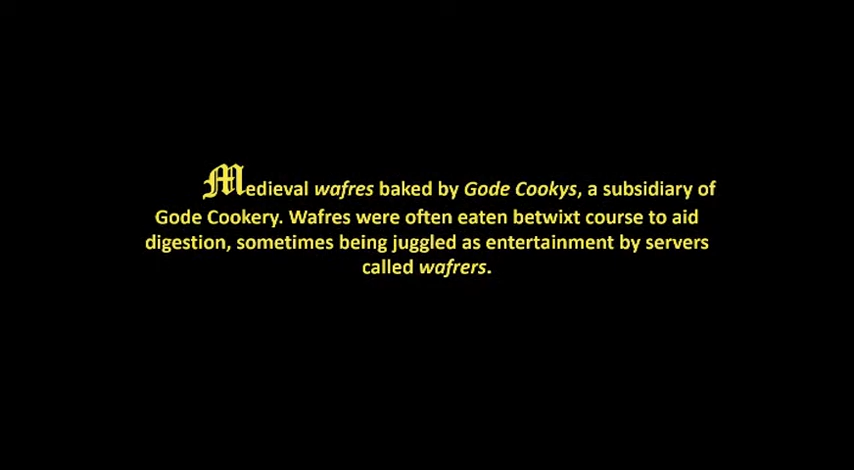 Medieval wafres baked by Gode Cookys, a subsidiary of
Gode Cookery. Wafres were often eaten betwixt course to aid
digestion, sometimes being juggled as entertainment by servers
called wafrers.